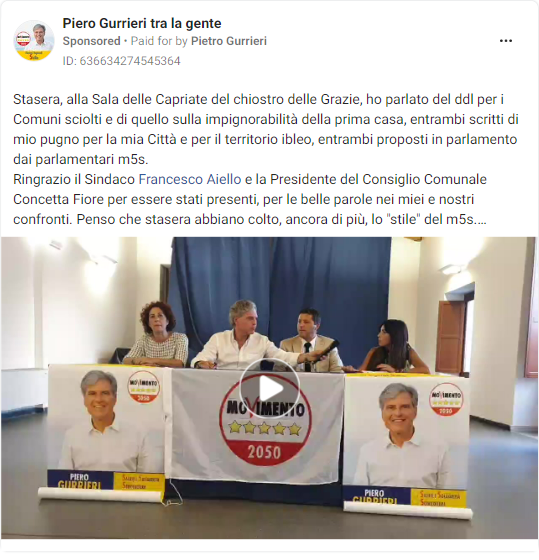 Piero Gurrieri tra la gente
Sponsored • Paid for by Pietro Gurrieri
ID: 636634274545364
Stasera, alla Sala delle Capriate del chiostro delle Grazie, ho parlato del ddl per i
Comuni sciolti e di quello sulla impignorabilità della prima casa, entrambi scritti di
mio pugno per la mia Città e per il territorio ibleo, entrambi proposti in parlamento
dai parlamentari m5s.
Ringrazio il Sindaco Francesco Aiello e la Presidente del Consiglio Comunale
Concetta Fiore per essere stati presenti, per le belle parole nei miei e nostri
confronti. Penso che stasera abbiano colto, ancora di più, lo "stile" del m5s....
MOVIMENTO
2050
MOVIMENTO
2050
MOVIMENTO
2050
PIERO
GURRIERI
PIERO
GURRIERI